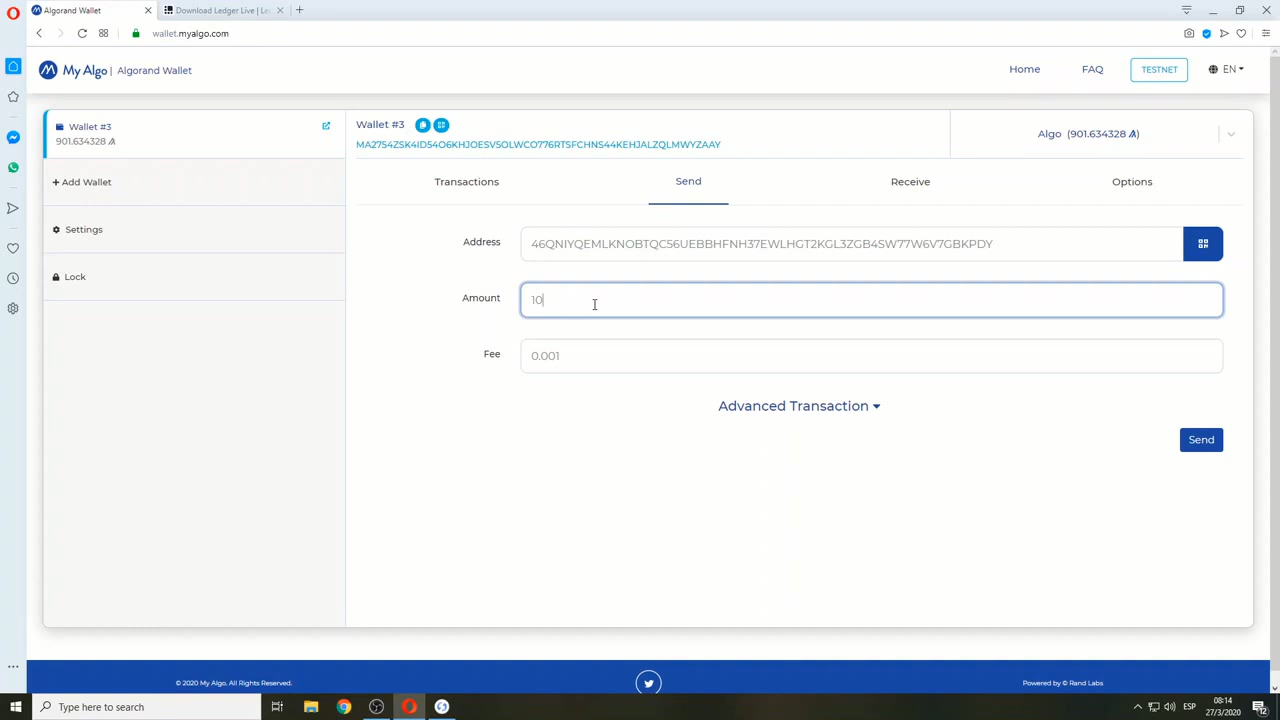 Algorand Wallet
Download Ledger Live | Le
wallet.myalgo.com
My Algo | Algorand Wallet
Home
FAQ
TESTNET
EN
Wallet #3
901.634328
Wallet #3
MA2754ZSK4ID54O6KHJOESV5OLWCO776RTSFCHNS44KEHJALZQLMWYZAAY
Algo (901.634328 )
+ Add Wallet
Settings
Lock
Transactions
Send
Receive
Options
Address
46QNIYQEMLKNOBTQC56UEBBHFNH37EWLHGT2KGL3ZGB4SW77W6V7GBKPDY
Amount
10
Fee
0.001
Advanced Transaction
Send
© 2020 My Algo. All Rights Reserved.
Powered by © Rand Labs
Type here to search
ESP
08:14
27/3/2020
12